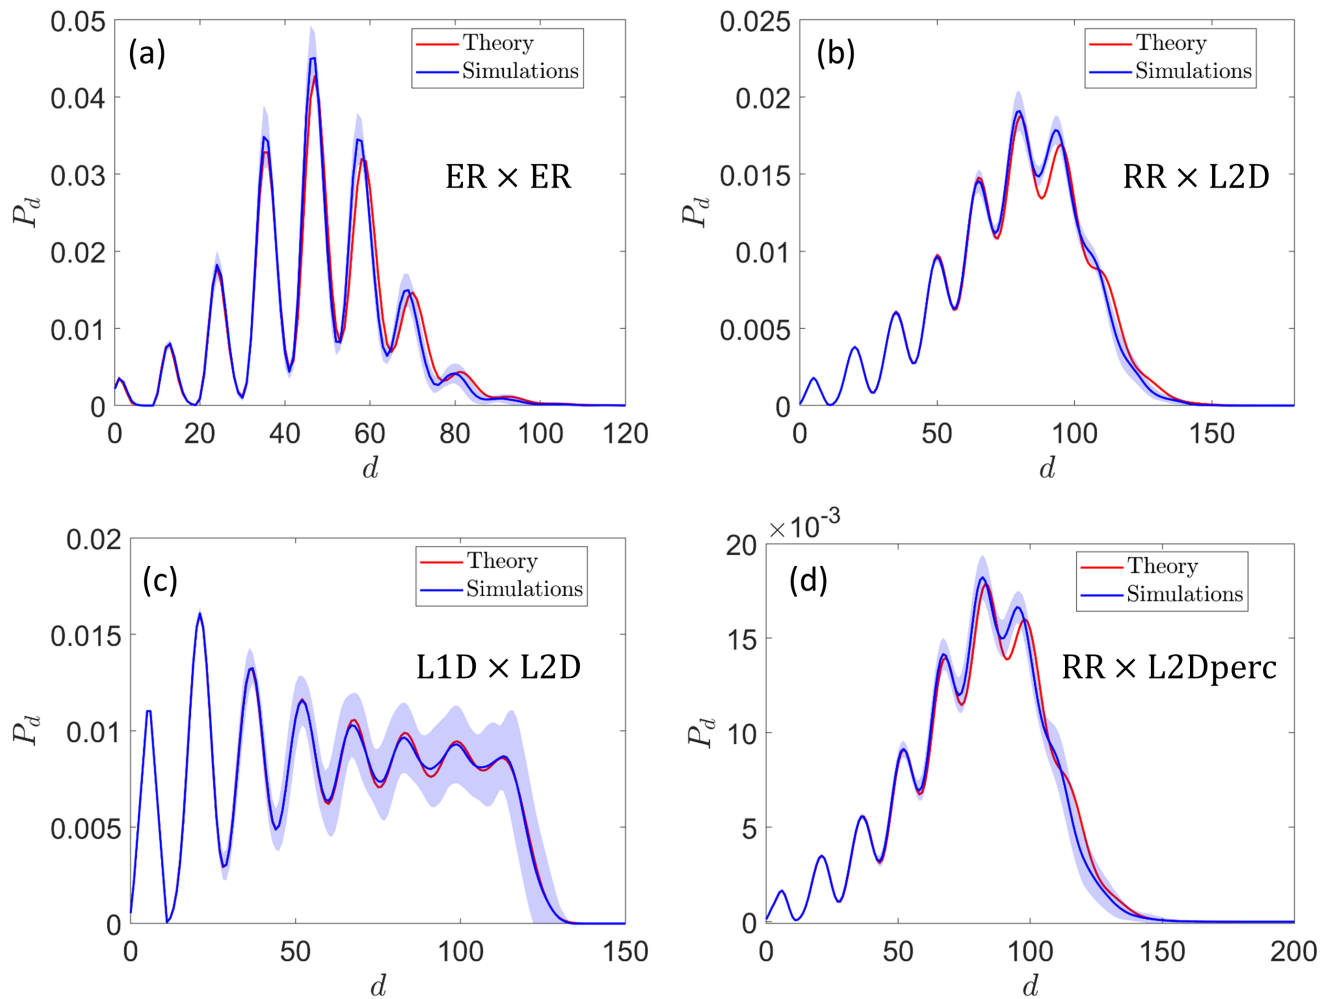 (a)
Theory
Simulations
ER × ER
P_d
0.05
0.04
0.03
0.02
0.01
0
0 20 40 60 80 100 120
d
(b)
Theory
Simulations
RR × L2D
P_d
0.025
0.02
0.015
0.01
0.005
0
0 50 100 150
d
(c)
Theory
Simulations
L1D × L2D
P_d
0.02
0.015
0.01
0.005
0
0 50 100 150
d
×10⁻³
(d)
Theory
Simulations
RR × L2Dperc
P_d
20
15
10
5
0
0 50 100 150 200
d